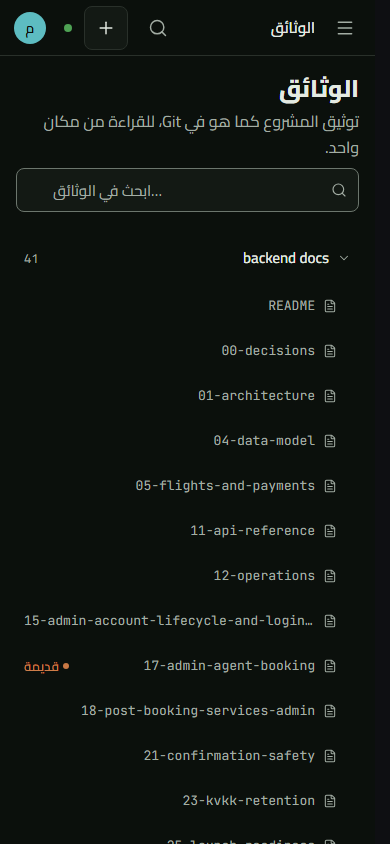 الوثائق
م
الوثائق
توثيق المشروع كما هو في Git، للقراءة من مكان
واحد.
ابحث في الوثائق...
backend docs 41
README
00-decisions
01-architecture
04-data-model
05-flights-and-payments
11-api-reference
12-operations
15-admin-account-lifecycle-and-login…
17-admin-agent-booking قديمة
18-post-booking-services-admin
21-confirmation-safety
23-kvkk-retention